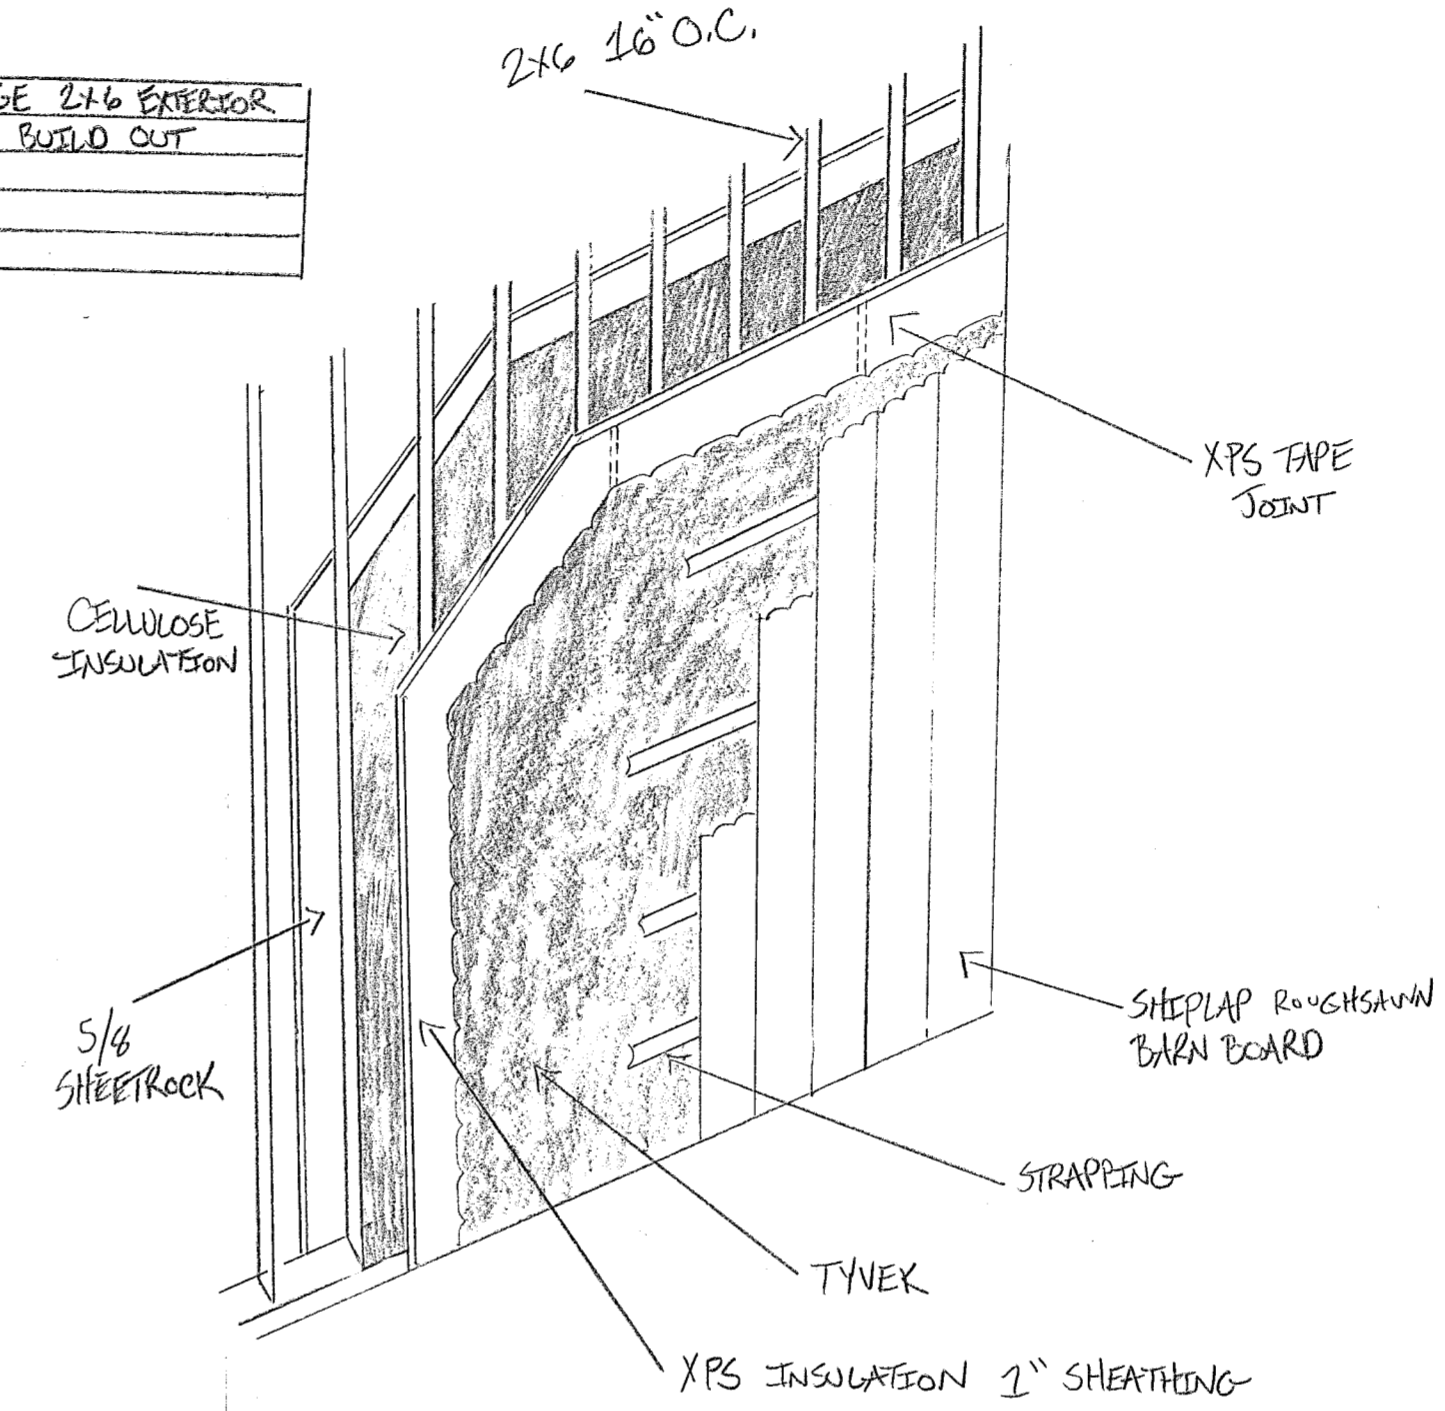 2x6 16" O.C.
2x6 EXTERIOR
BUILD OUT
XPS TAPE
JOINT
CELLULOSE
INSULATION
SHIPLAP ROUGHSAWN
BARN BOARD
5/8
SHEETROCK
STRAPPING
TYVEK
XPS INSULATION 1" SHEATHING